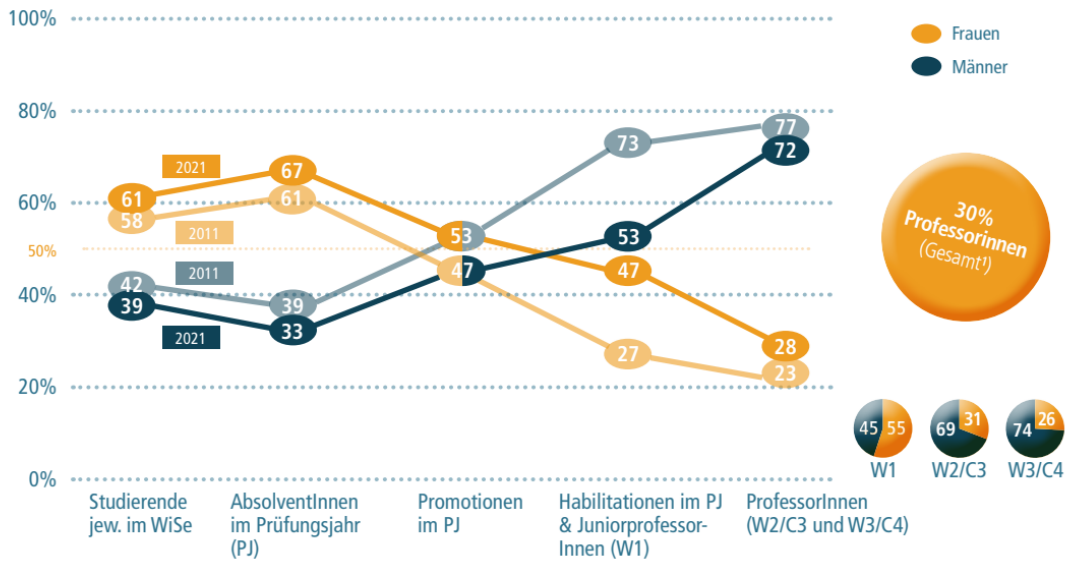 100%
80%
60%
50%
40%
20%
0%
Frauen
Männer
2021
2011
2011
2021
61
58
42
39
67
61
39
33
53
47
73
53
47
27
77
72
28
23
30%
Professorinnen
(Gesamt¹)
45 55
W1
69 31
W2/C3
74 26
W3/C4
Studierende
jew. im WiSe
AbsolventInnen
im Prüfungsjahr
(PJ)
Promotionen
im PJ
Habilitationen im PJ
& Juniorprofessor-
Innen (W1)
ProfessorInnen
(W2/C3 und W3/C4)